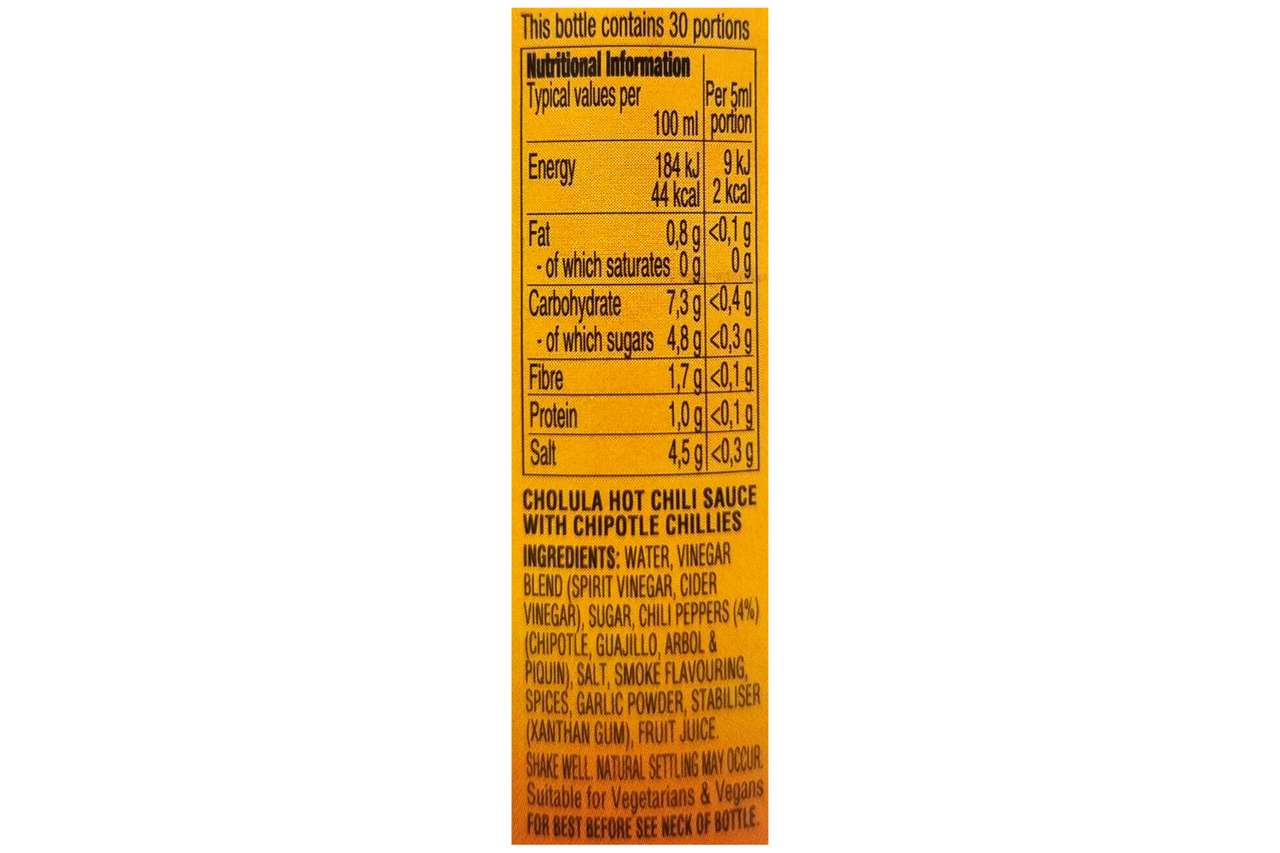 This bottle contains 30 portions
Nutritional Information
Typical values per
100 ml
Per 5ml
portion
Energy 184 kJ 9 kJ
44 kcal 2 kcal
Fat 0,8 g <0,1 g
- of which saturates 0 g 0 g
Carbohydrate 7,3 g <0,4 g
- of which sugars 4,8 g <0,3 g
Fibre 1,7 g <0,1 g
Protein 1,0 g <0,1 g
Salt 4,5 g <0,3 g
CHOLULA HOT CHILI SAUCE
WITH CHIPOTLE CHILLIES
INGREDIENTS: WATER, VINEGAR
BLEND (SPIRIT VINEGAR, CIDER
VINEGAR), SUGAR, CHILI PEPPERS (4%)
(CHIPOTLE, GUAJILLO, ARBOL &
PIQUIN), SALT, SMOKE FLAVOURING,
SPICES, GARLIC POWDER, STABILISER
(XANTHAN GUM), FRUIT JUICE.
SHAKE WELL. NATURAL SETTLING MAY OCCUR.
Suitable for Vegetarians & Vegans
FOR BEST BEFORE SEE NECK OF BOTTLE.